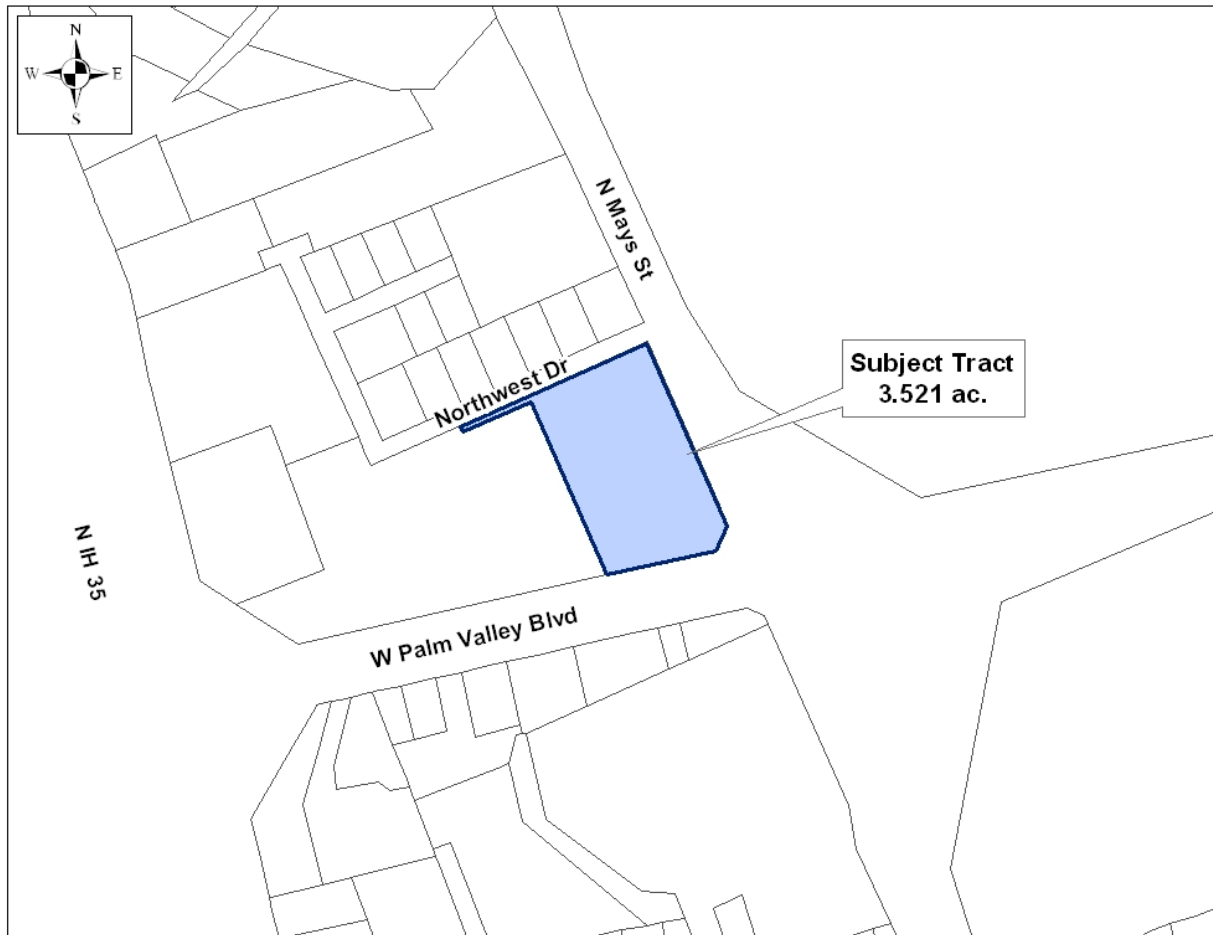 N
W E
S
N Mays St
Subject Tract
3.521 ac.
Northwest Dr
N IH 35
W Palm Valley Blvd